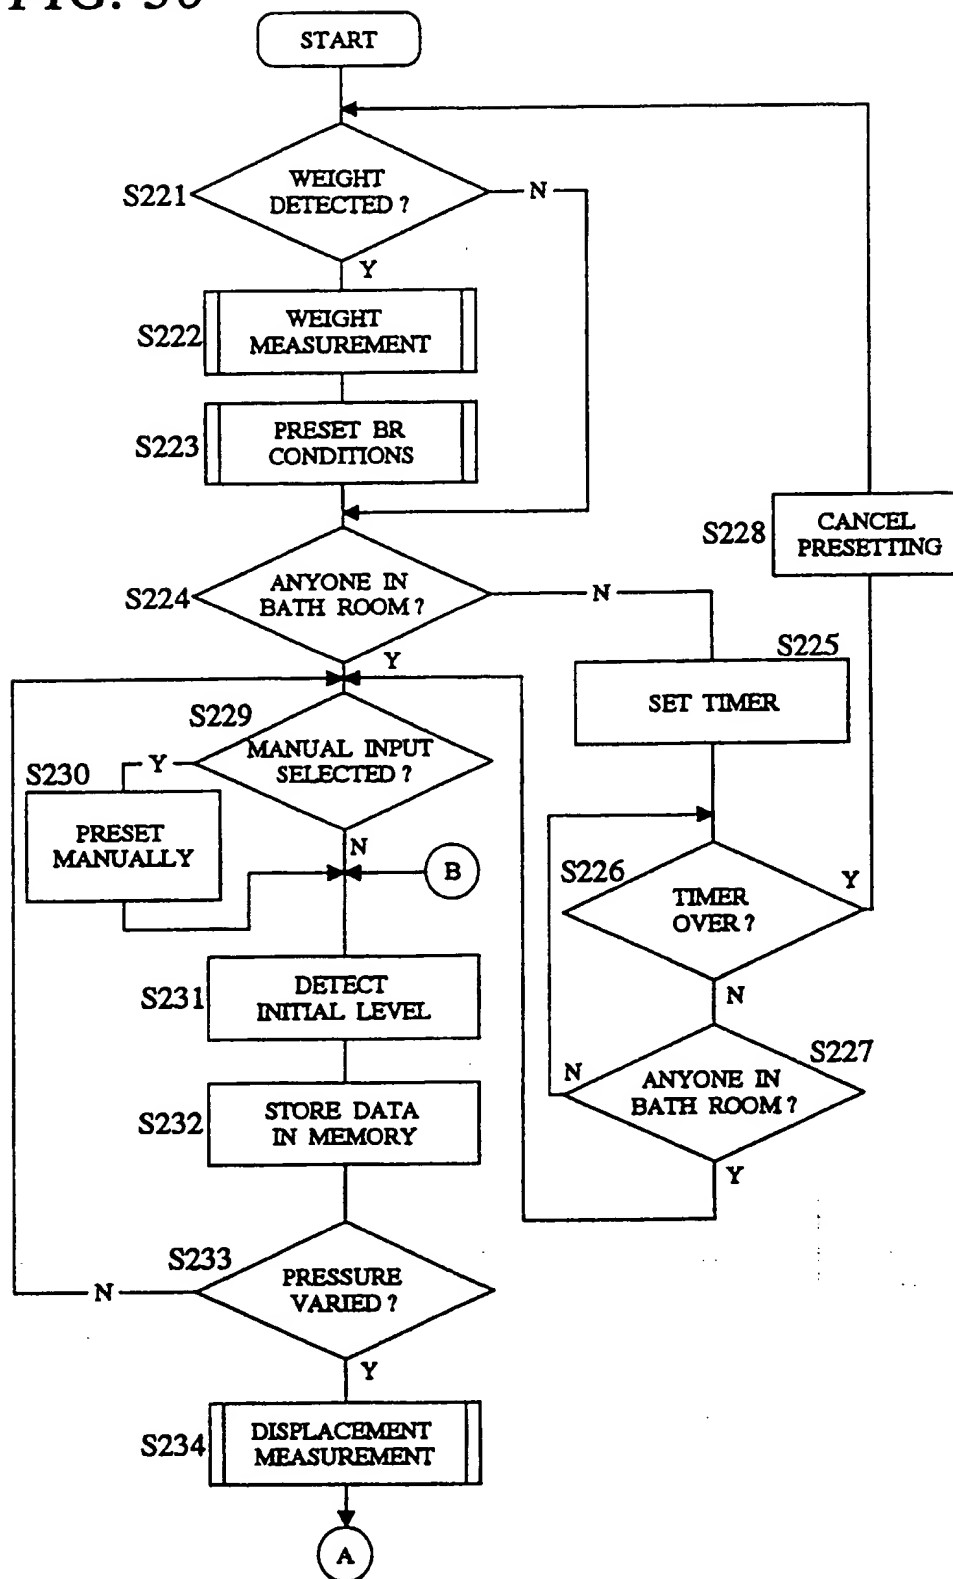 FIG. 30
START
S221
WEIGHT
DETECTED ?
N
Y
S222
WEIGHT
MEASUREMENT
S223
PRESET BR
CONDITIONS
S228
CANCEL
PRESETTING
S224
ANYONE IN
BATH ROOM ?
N
Y
S225
SET TIMER
S229
MANUAL INPUT
SELECTED ?
Y
N
S230
PRESET
MANUALLY
B
S226
TIMER
OVER ?
Y
N
S231
DETECT
INITIAL LEVEL
S227
ANYONE IN
BATH ROOM ?
N
Y
S232
STORE DATA
IN MEMORY
S233
PRESSURE
VARIED ?
N
Y
S234
DISPLACEMENT
MEASUREMENT
A